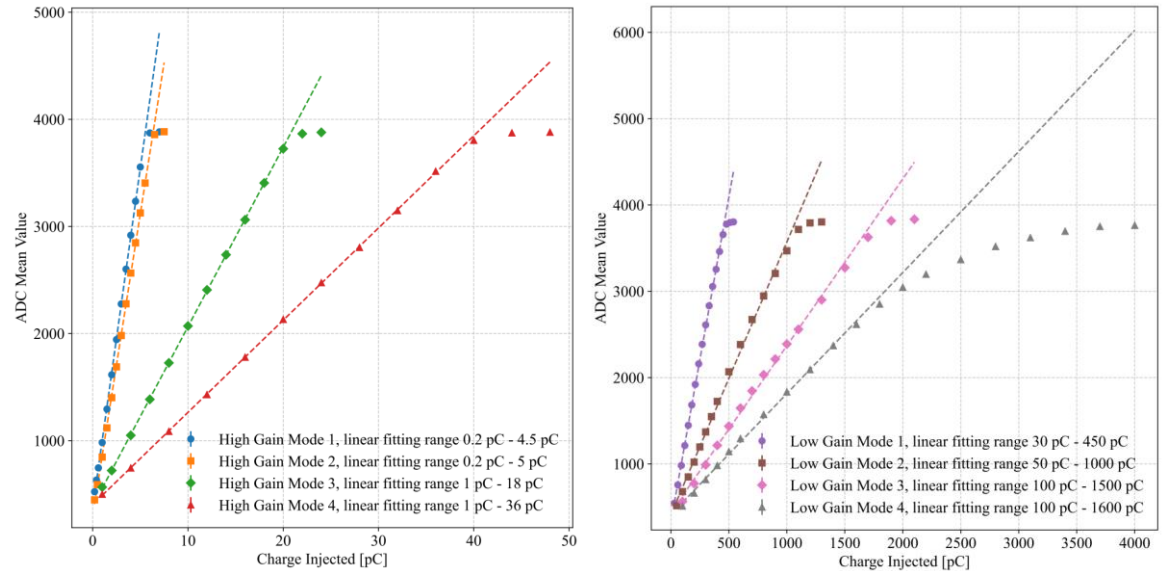 5000
4000
3000
2000
1000
ADC Mean Value
High Gain Mode 1, linear fitting range 0.2 pC - 4.5 pC
High Gain Mode 2, linear fitting range 0.2 pC - 5 pC
High Gain Mode 3, linear fitting range 1 pC - 18 pC
High Gain Mode 4, linear fitting range 1 pC - 36 pC
0 10 20 30 40 50
Charge Injected [pC]
6000
5000
4000
3000
2000
1000
ADC Mean Value
Low Gain Mode 1, linear fitting range 30 pC - 450 pC
Low Gain Mode 2, linear fitting range 50 pC - 1000 pC
Low Gain Mode 3, linear fitting range 100 pC - 1500 pC
Low Gain Mode 4, linear fitting range 100 pC - 1600 pC
0 500 1000 1500 2000 2500 3000 3500 4000
Charge Injected [pC]